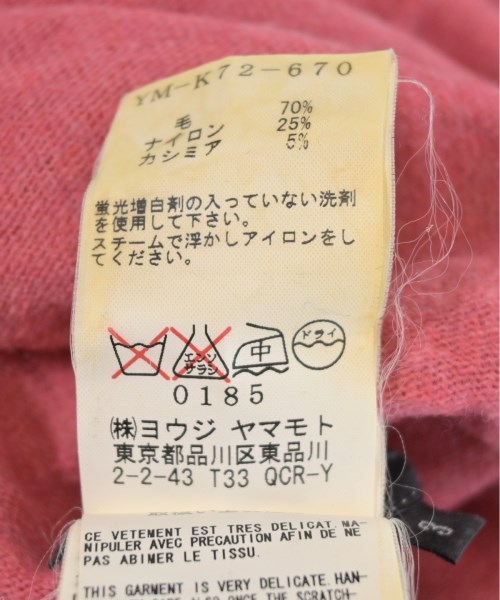 YM-K72-670
毛 70%
ナイロン 25%
カシミア 5%
蛍光増白剤の入っていない洗剤
を使用して下さい。
スチームで浮かしアイロンをし
てください。
エンソ
サラシ
中
ドライ
0185
㈱ヨウジ ヤマモト
東京都品川区東品川
2-2-43 T33 QCR-Y
CE VETEMENT EST TRES DELICAT. MA-
NIPULER AVEC PRECAUTION AFIN DE NE
PAS ABIMER LE TISSU.
THIS GARMENT IS VERY DELICATE. HAN-
ALSO ONCE THE SCRATCH